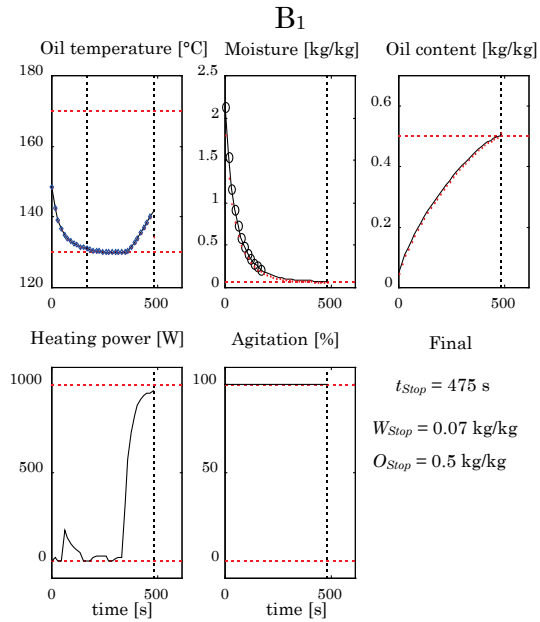 B1
Oil temperature [°C]
Moisture [kg/kg]
Oil content [kg/kg]
180
170
160
150
140
130
120
0
500
2.5
2
1.5
1
0.5
0
0
500
0.6
0.4
0.2
0
0
500
Heating power [W]
Agitation [%]
Final
1000
500
0
0
500
time [s]
100
50
0
0
500
time [s]
tStop = 475 s
WStop = 0.07 kg/kg
OStop = 0.5 kg/kg